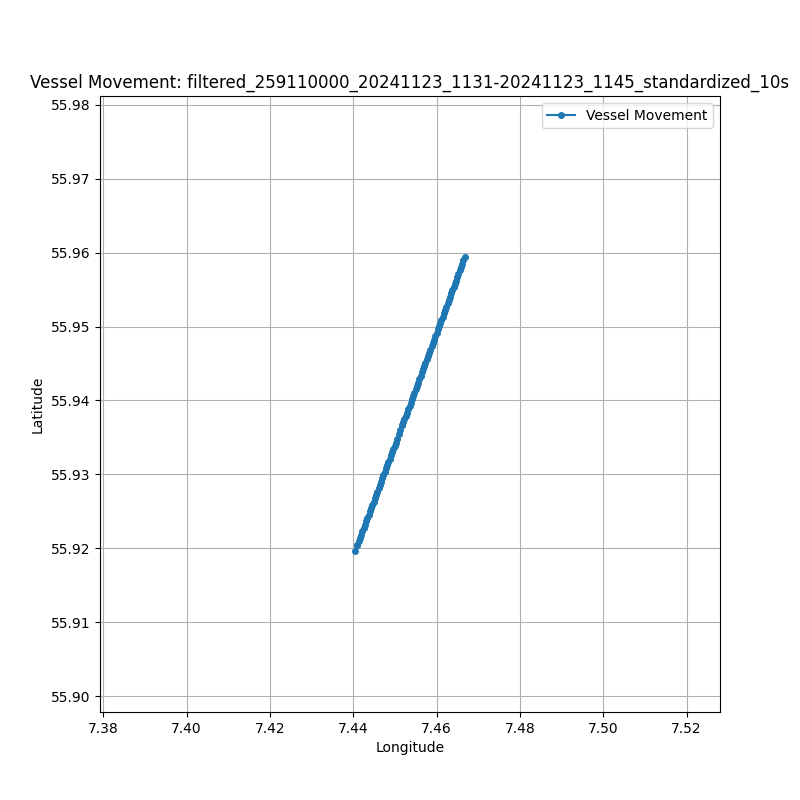 Vessel Movement: filtered_259110000_20241123_1131-20241123_1145_standardized_10s
Vessel Movement
55.98
55.97
55.96
55.95
55.94
55.93
55.92
55.91
55.90
Latitude
7.38 7.40 7.42 7.44 7.46 7.48 7.50 7.52
Longitude